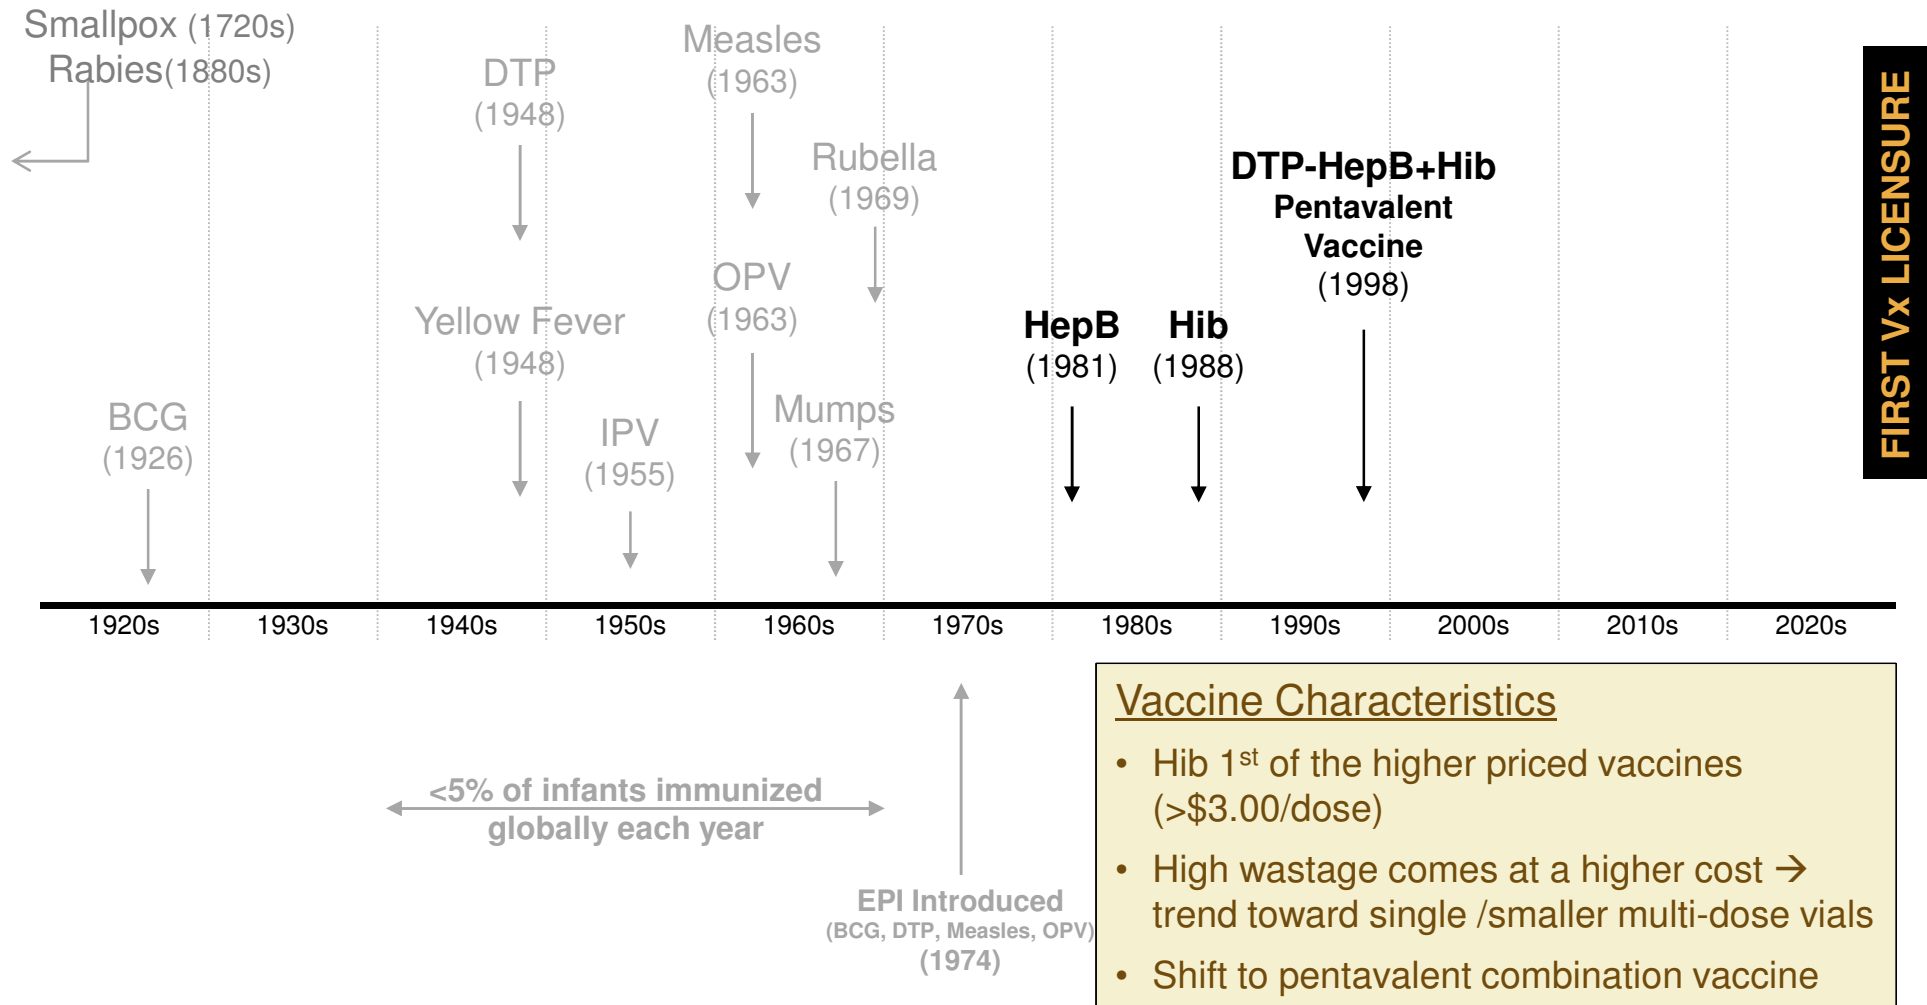 Smallpox (1720s)
Rabies(1880s)
BCG
(1926)
DTP
(1948)
Yellow Fever
(1948)
IPV
(1955)
Measles
(1963)
OPV
(1963)
Mumps
(1967)
Rubella
(1969)
HepB
(1981)
Hib
(1988)
DTP-HepB+Hib
Pentavalent
Vaccine
(1998)
FIRST Vx LICENSURE
1920s 1930s 1940s 1950s 1960s 1970s 1980s 1990s 2000s 2010s 2020s
<5% of infants immunized
globally each year
EPI Introduced
(BCG, DTP, Measles, OPV)
(1974)
Vaccine Characteristics
• Hib 1st of the higher priced vaccines
(>$3.00/dose)
• High wastage comes at a higher cost →
trend toward single /smaller multi-dose vials
• Shift to pentavalent combination vaccine